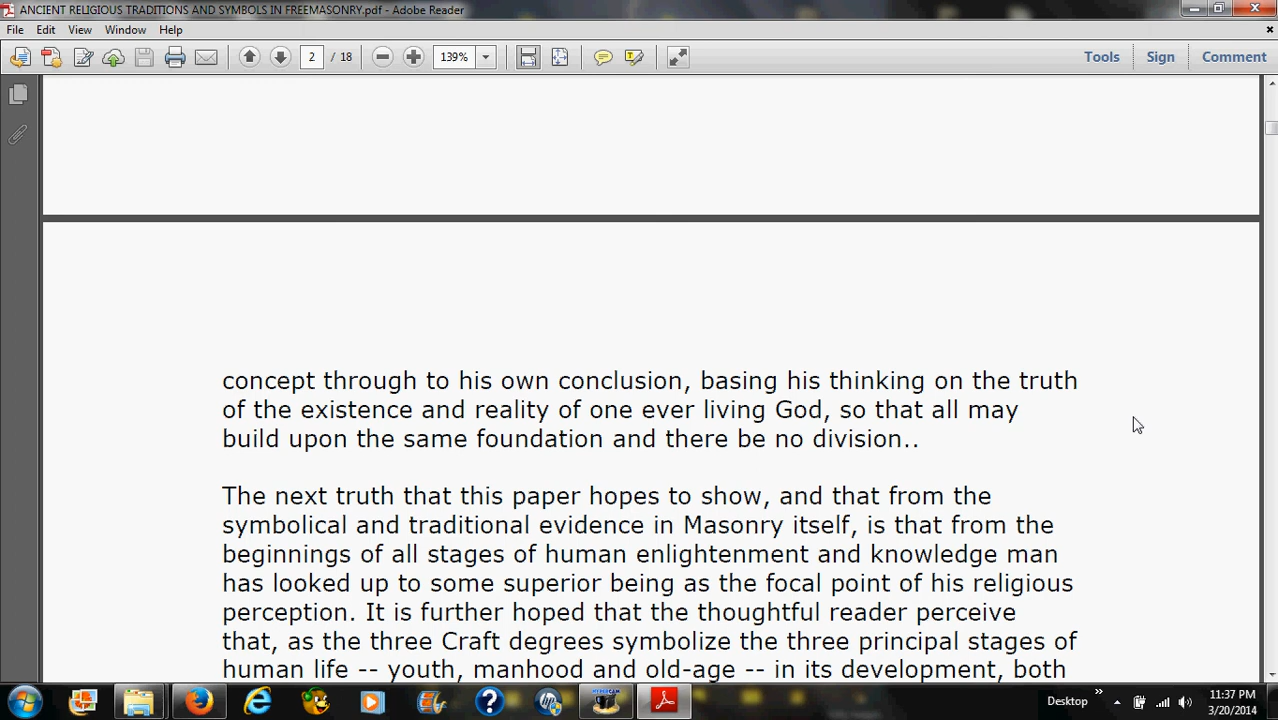 ANCIENT RELIGIOUS TRADITIONS AND SYMBOLS IN FREEMASONRY.pdf - Adobe Reader
File Edit View Window Help
2 / 18 139% Tools Sign Comment
concept through to his own conclusion, basing his thinking on the truth
of the existence and reality of one ever living God, so that all may
build upon the same foundation and there be no division..
The next truth that this paper hopes to show, and that from the
symbolical and traditional evidence in Masonry itself, is that from the
beginnings of all stages of human enlightenment and knowledge man
has looked up to some superior being as the focal point of his religious
perception. It is further hoped that the thoughtful reader perceive
that, as the three Craft degrees symbolize the three principal stages of
human life -- youth, manhood and old-age -- in its development, both
Desktop
11:37 PM
3/20/2014